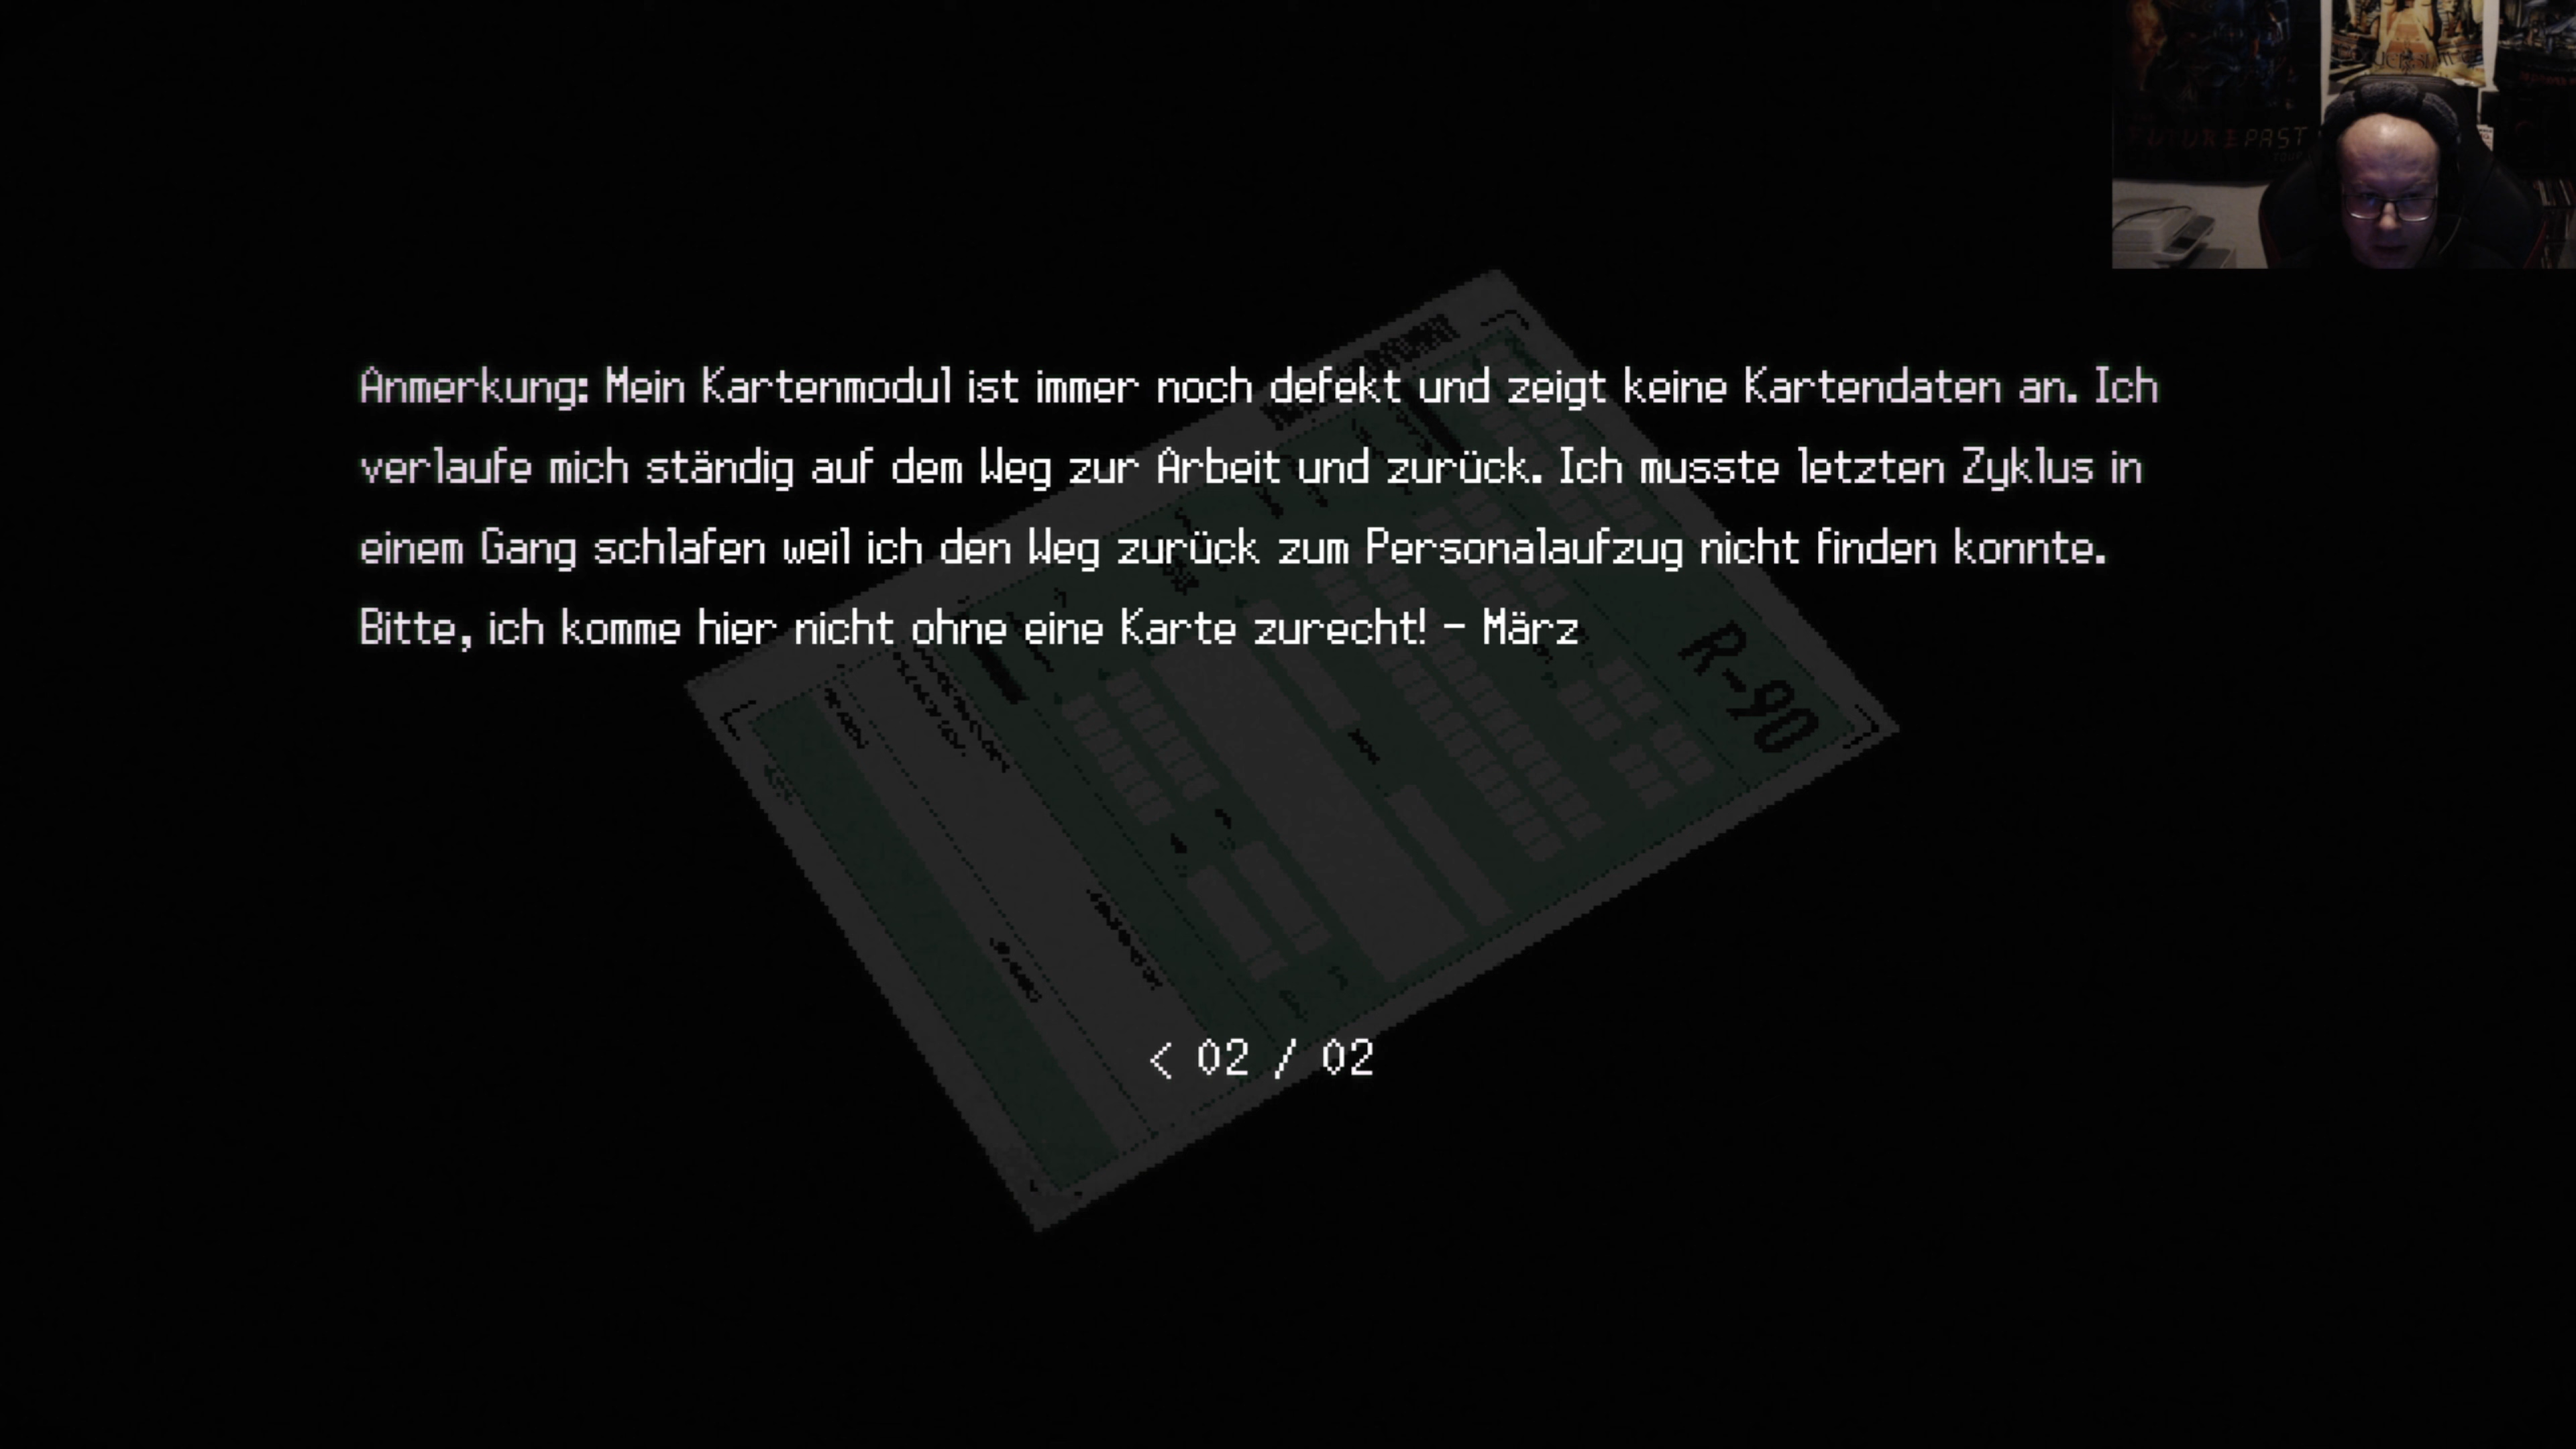 Anmerkung: Mein Kartenmodul ist immer noch defekt und zeigt keine Kartendaten an. Ich
verlaufe mich ständig auf dem Weg zur Arbeit und zurück. Ich musste letzten Zyklus in
einem Gang schlafen weil ich den Weg zurück zum Personalaufzug nicht finden konnte.
Bitte, ich komme hier nicht ohne eine Karte zurecht! - März
R-90
< 02 / 02
FUTUREPAST